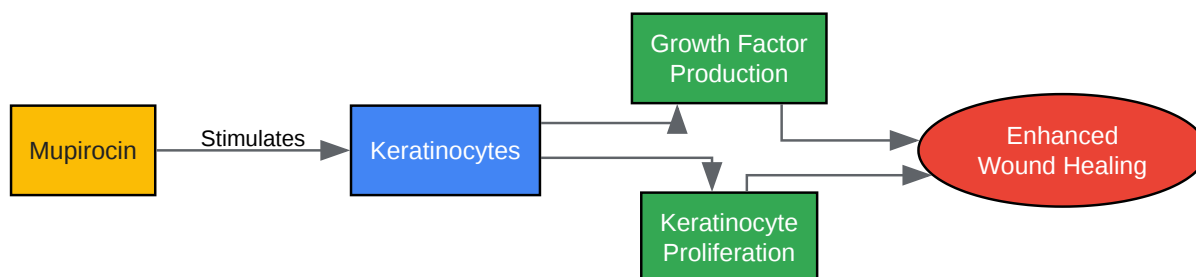 Mupirocin
Stimulates
Keratinocytes
Growth Factor
Production
Keratinocyte
Proliferation
Enhanced
Wound Healing